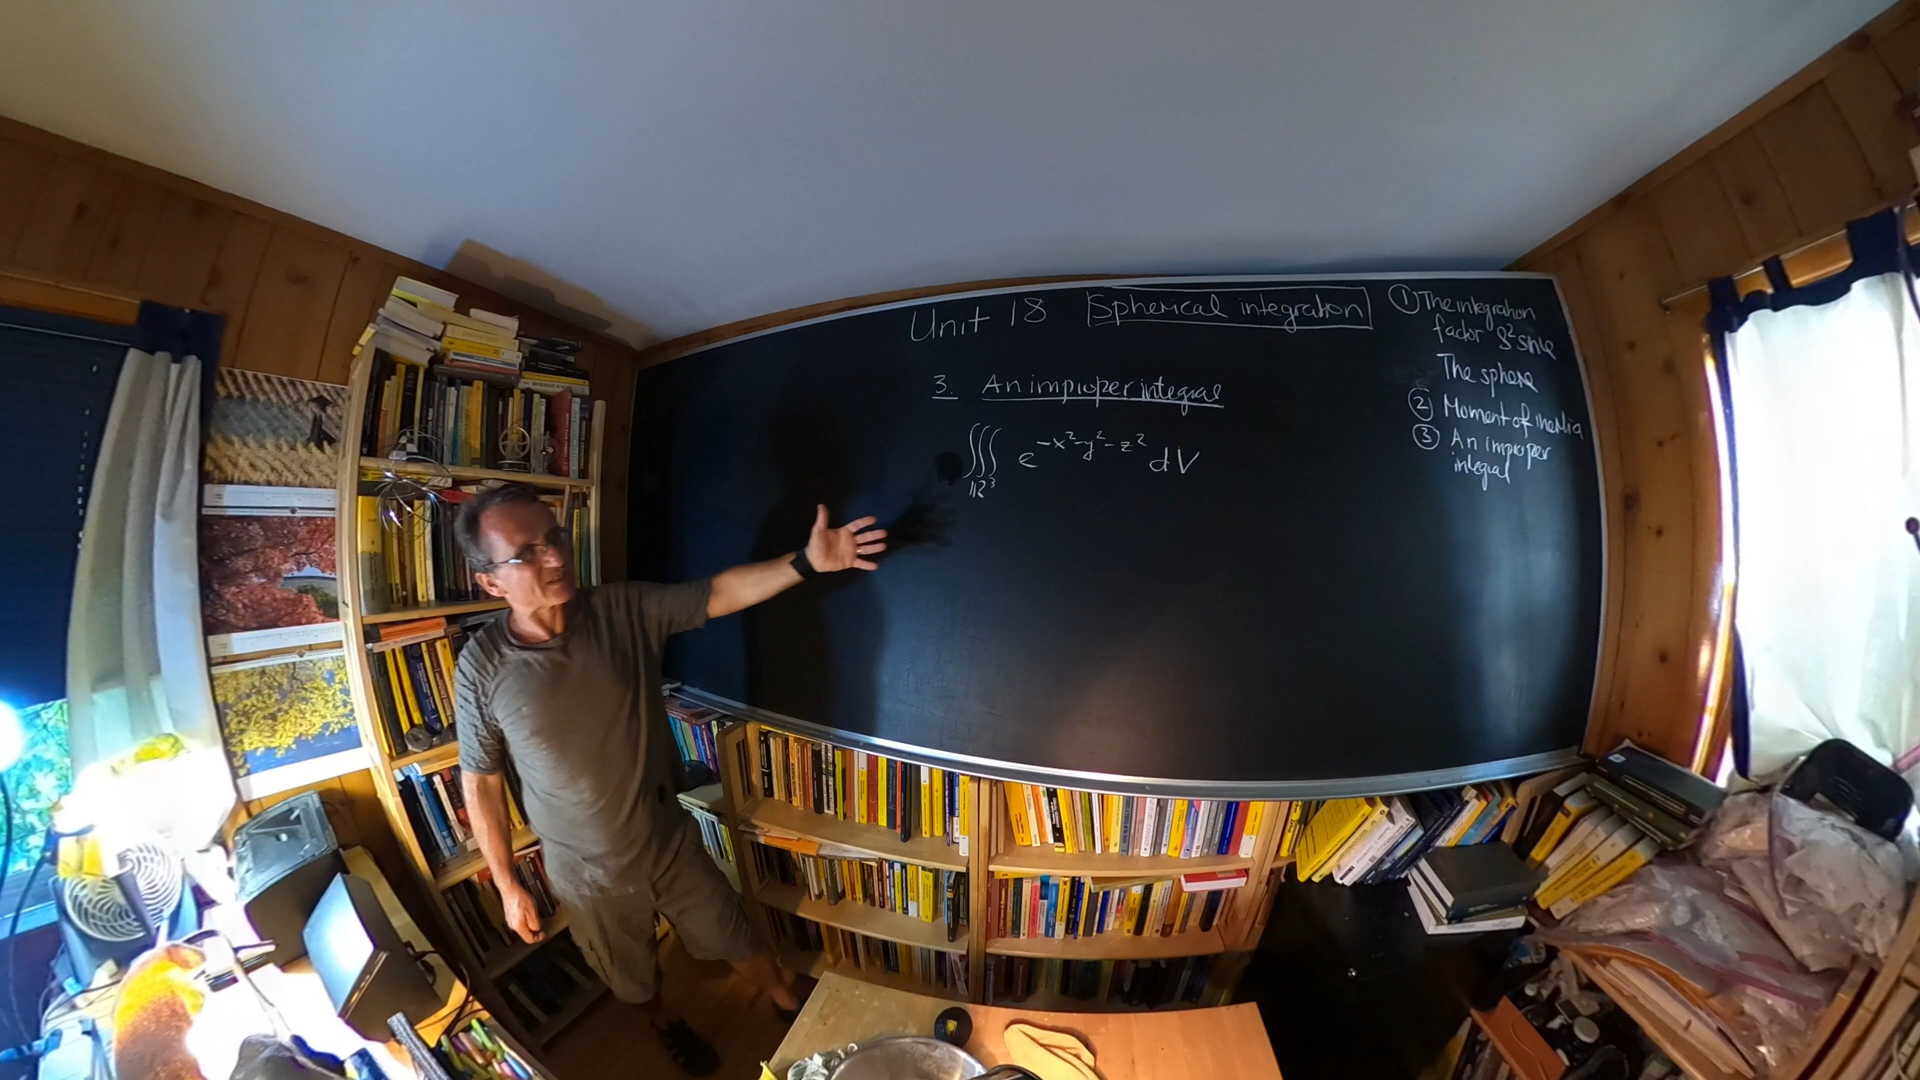 Unit 18 Spherical integration
3. An improper integral
∭ e^{-x²-y²-z²} dV
ℝ³
① The integration
factor ρ² sin φ
The sphere
② Moment of inertia
③ An improper
integral